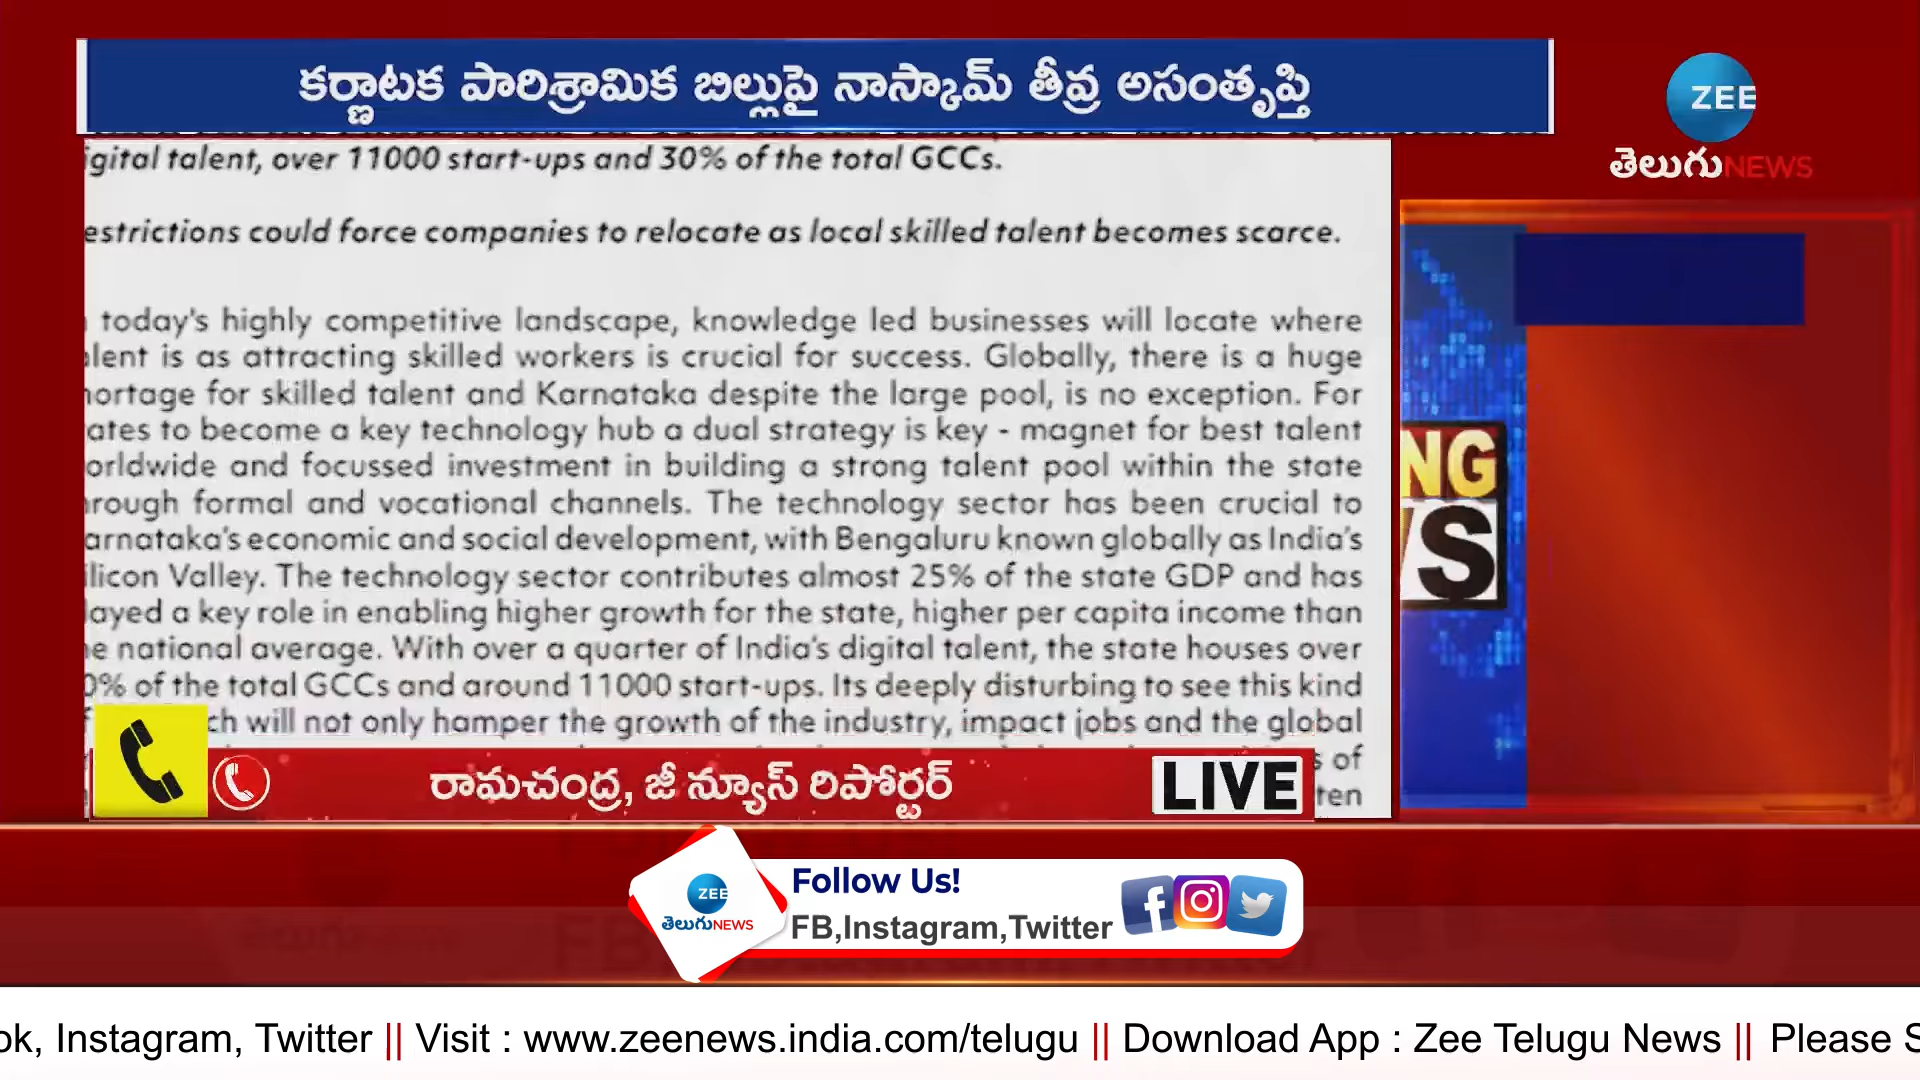 కర్ణాటక పారిశ్రామిక బిల్లుపై నాస్కామ్ తీవ్ర అసంతృప్తి
ZEE
తెలుగు NEWS
igital talent, over 11000 start-ups and 30% of the total GCCs.
estrictions could force companies to relocate as local skilled talent becomes scarce.
today's highly competitive landscape, knowledge led businesses will locate where
alent is as attracting skilled workers is crucial for success. Globally, there is a huge
hortage for skilled talent and Karnataka despite the large pool, is no exception. For
ates to become a key technology hub a dual strategy is key - magnet for best talent
orldwide and focussed investment in building a strong talent pool within the state
rough formal and vocational channels. The technology sector has been crucial to
arnataka's economic and social development, with Bengaluru known globally as India's
ilicon Valley. The technology sector contributes almost 25% of the state GDP and has
layed a key role in enabling higher growth for the state, higher per capita income than
e national average. With over a quarter of India's digital talent, the state houses over
0% of the total GCCs and around 11000 start-ups. Its deeply disturbing to see this kind
ch will not only hamper the growth of the industry, impact jobs and the global
s of
ten
NG
WS
రామచంద్ర, జీ న్యూస్ రిపోర్టర్
LIVE
ZEE
తెలుగు NEWS
Follow Us!
FB,Instagram,Twitter
ok, Instagram, Twitter || Visit : www.zeenews.india.com/telugu || Download App : Zee Telugu News || Please S